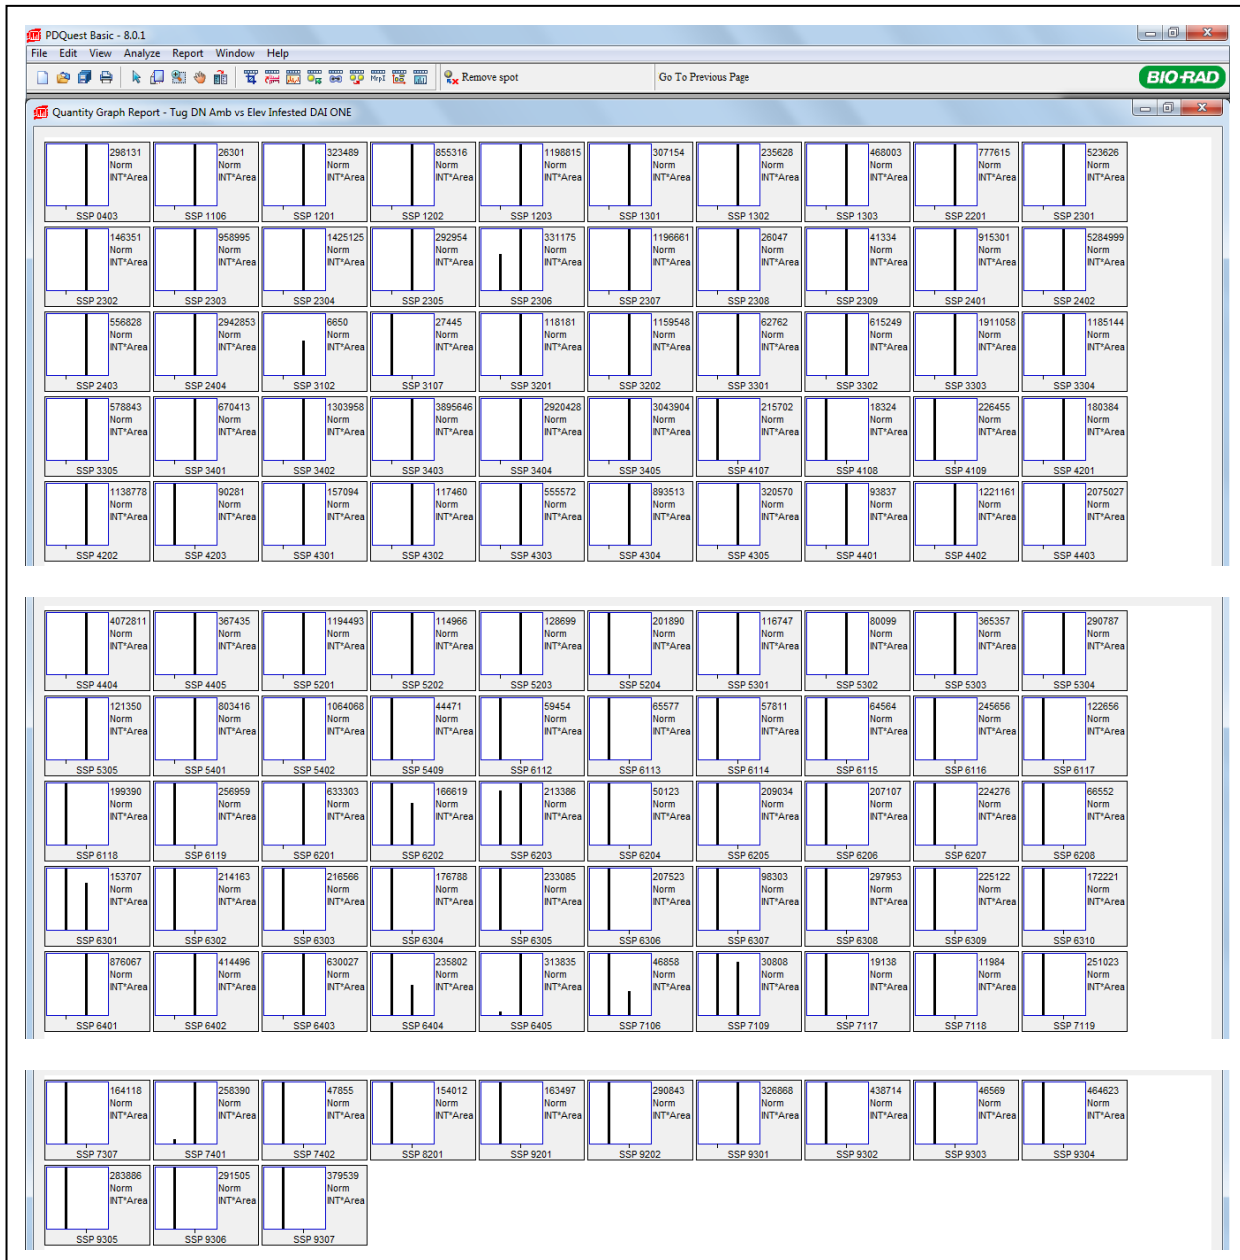 PDQuest Basic - 8.0.1
File Edit View Analyze Report Window Help
MrpI Remove spot Go To Previous Page BIO-RAD
Quantity Graph Report - Tug DN Amb vs Elev Infested DAI ONE
298131 26301 323489 855316 1198815 307154 235628 468003 777615 523626
Norm Norm Norm Norm Norm Norm Norm Norm Norm Norm
INT*Area INT*Area INT*Area INT*Area INT*Area INT*Area INT*Area INT*Area INT*Area INT*Area
SSP 0403 SSP 1106 SSP 1201 SSP 1202 SSP 1203 SSP 1301 SSP 1302 SSP 1303 SSP 2201 SSP 2301
146351 958995 1425125 292954 331175 1196661 26047 41334 915301 5284999
Norm Norm Norm Norm Norm Norm Norm Norm Norm Norm
INT*Area INT*Area INT*Area INT*Area INT*Area INT*Area INT*Area INT*Area INT*Area INT*Area
SSP 2302 SSP 2303 SSP 2304 SSP 2305 SSP 2306 SSP 2307 SSP 2308 SSP 2309 SSP 2401 SSP 2402
556828 2942853 6650 27445 118181 1159548 62762 615249 1911058 1185144
Norm Norm Norm Norm Norm Norm Norm Norm Norm Norm
INT*Area INT*Area INT*Area INT*Area INT*Area INT*Area INT*Area INT*Area INT*Area INT*Area
SSP 2403 SSP 2404 SSP 3102 SSP 3107 SSP 3201 SSP 3202 SSP 3301 SSP 3302 SSP 3303 SSP 3304
578843 670413 1303958 3895646 2920428 3043904 215702 18324 226455 180384
Norm Norm Norm Norm Norm Norm Norm Norm Norm Norm
INT*Area INT*Area INT*Area INT*Area INT*Area INT*Area INT*Area INT*Area INT*Area INT*Area
SSP 3305 SSP 3401 SSP 3402 SSP 3403 SSP 3404 SSP 3405 SSP 4107 SSP 4108 SSP 4109 SSP 4201
1138778 90281 157094 117460 555572 893513 320570 93837 1221161 2075027
Norm Norm Norm Norm Norm Norm Norm Norm Norm Norm
INT*Area INT*Area INT*Area INT*Area INT*Area INT*Area INT*Area INT*Area INT*Area INT*Area
SSP 4202 SSP 4203 SSP 4301 SSP 4302 SSP 4303 SSP 4304 SSP 4305 SSP 4401 SSP 4402 SSP 4403
4072811 367435 1194493 114966 128699 201890 116747 80099 365357 290787
Norm Norm Norm Norm Norm Norm Norm Norm Norm Norm
INT*Area INT*Area INT*Area INT*Area INT*Area INT*Area INT*Area INT*Area INT*Area INT*Area
SSP 4404 SSP 4405 SSP 5201 SSP 5202 SSP 5203 SSP 5204 SSP 5301 SSP 5302 SSP 5303 SSP 5304
121350 803416 1064068 44471 59454 65577 57811 64564 245656 122656
Norm Norm Norm Norm Norm Norm Norm Norm Norm Norm
INT*Area INT*Area INT*Area INT*Area INT*Area INT*Area INT*Area INT*Area INT*Area INT*Area
SSP 5305 SSP 5401 SSP 5402 SSP 5409 SSP 6112 SSP 6113 SSP 6114 SSP 6115 SSP 6116 SSP 6117
199390 256959 633303 166619 213386 50123 209034 207107 224276 66552
Norm Norm Norm Norm Norm Norm Norm Norm Norm Norm
INT*Area INT*Area INT*Area INT*Area INT*Area INT*Area INT*Area INT*Area INT*Area INT*Area
SSP 6118 SSP 6119 SSP 6201 SSP 6202 SSP 6203 SSP 6204 SSP 6205 SSP 6206 SSP 6207 SSP 6208
153707 214163 216566 176788 233085 207523 98303 297953 225122 172221
Norm Norm Norm Norm Norm Norm Norm Norm Norm Norm
INT*Area INT*Area INT*Area INT*Area INT*Area INT*Area INT*Area INT*Area INT*Area INT*Area
SSP 6301 SSP 6302 SSP 6303 SSP 6304 SSP 6305 SSP 6306 SSP 6307 SSP 6308 SSP 6309 SSP 6310
876067 414496 630027 235802 313835 46858 30808 19138 11984 251023
Norm Norm Norm Norm Norm Norm Norm Norm Norm Norm
INT*Area INT*Area INT*Area INT*Area INT*Area INT*Area INT*Area INT*Area INT*Area INT*Area
SSP 6401 SSP 6402 SSP 6403 SSP 6404 SSP 6405 SSP 7106 SSP 7109 SSP 7117 SSP 7118 SSP 7119
164118 258390 47855 154012 163497 290843 326868 438714 46569 464623
Norm Norm Norm Norm Norm Norm Norm Norm Norm Norm
INT*Area INT*Area INT*Area INT*Area INT*Area INT*Area INT*Area INT*Area INT*Area INT*Area
SSP 7307 SSP 7401 SSP 7402 SSP 8201 SSP 9201 SSP 9202 SSP 9301 SSP 9302 SSP 9303 SSP 9304
283886 291505 379539
Norm Norm Norm
INT*Area INT*Area INT*Area
SSP 9305 SSP 9306 SSP 9307